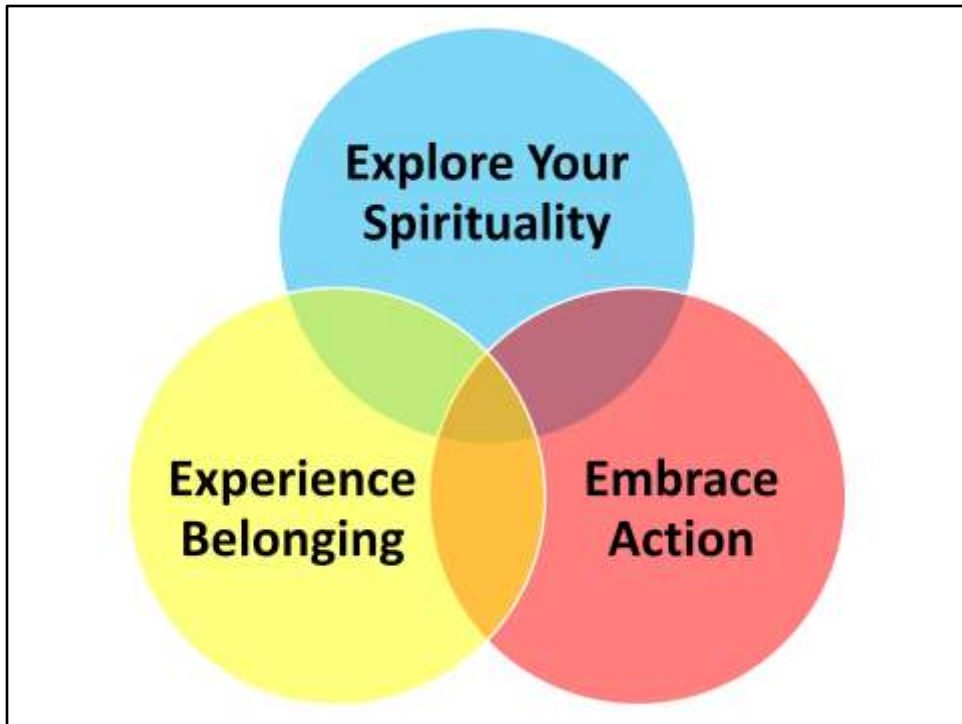 Explore Your
Spirituality
Experience
Belonging
Embrace
Action